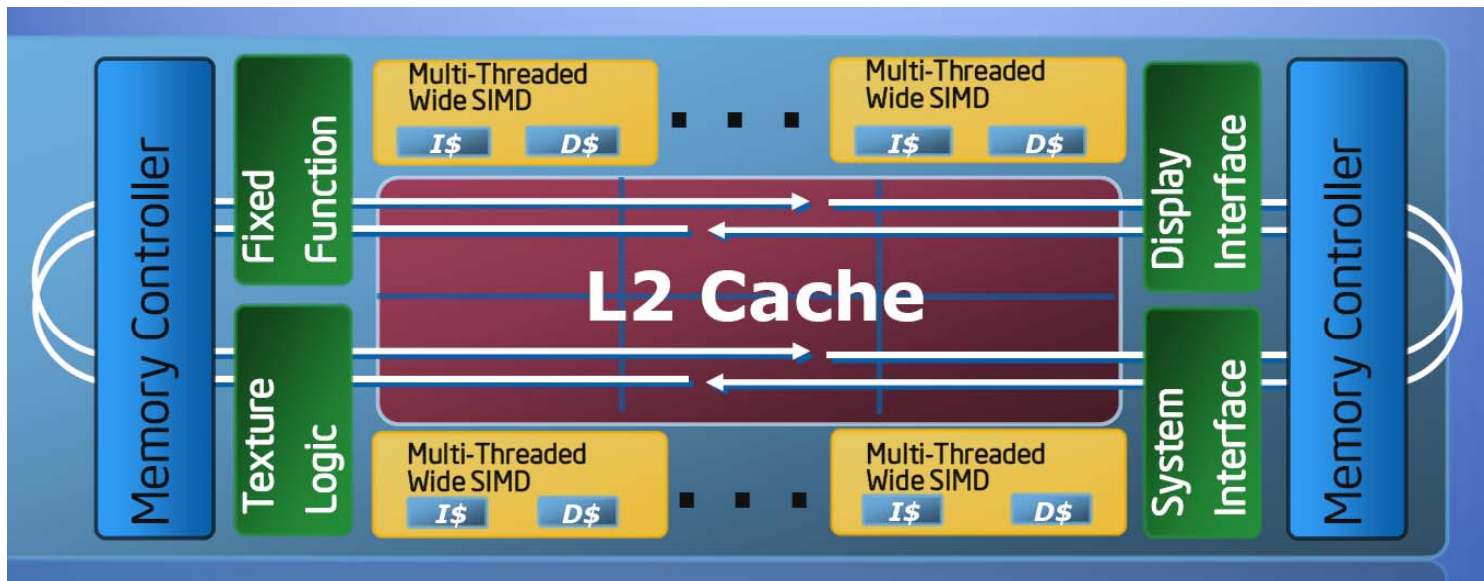 Memory Controller
Fixed
Function
Texture
Logic
Multi-Threaded
Wide SIMD
I$ D$
Multi-Threaded
Wide SIMD
I$ D$
L2 Cache
Multi-Threaded
Wide SIMD
I$ D$
Multi-Threaded
Wide SIMD
I$ D$
Display
Interface
System
Interface
Memory Controller